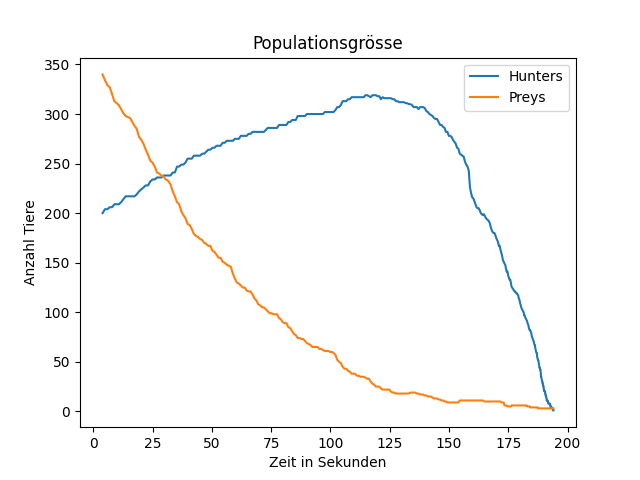 Populationsgrösse
Hunters
Preys
Anzahl Tiere
350
300
250
200
150
100
50
0
0 25 50 75 100 125 150 175 200
Zeit in Sekunden